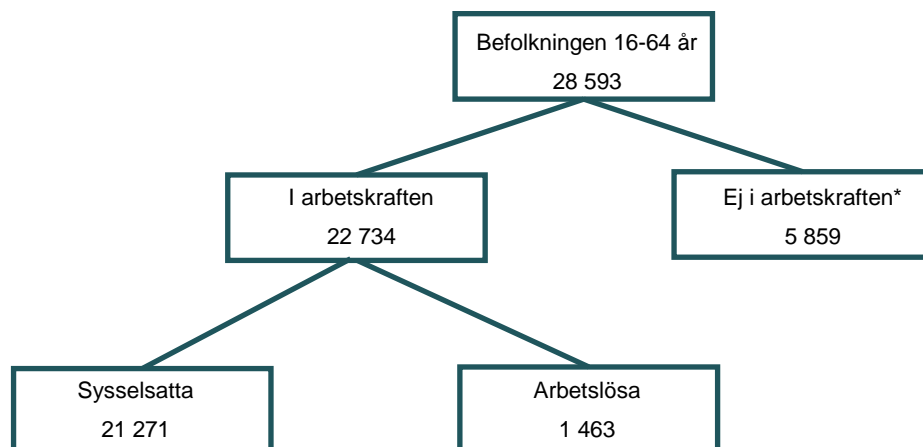 Befolkningen 16-64 år
28 593
I arbetskraften
22 734
Ej i arbetskraften*
5 859
Sysselsatta
21 271
Arbetslösa
1 463